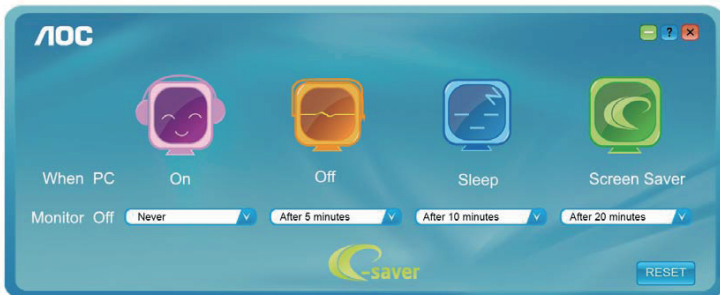 AOC
?
When PC On Off Sleep Screen Saver
Monitor Off Never After 5 minutes After 10 minutes After 20 minutes
e-saver
RESET